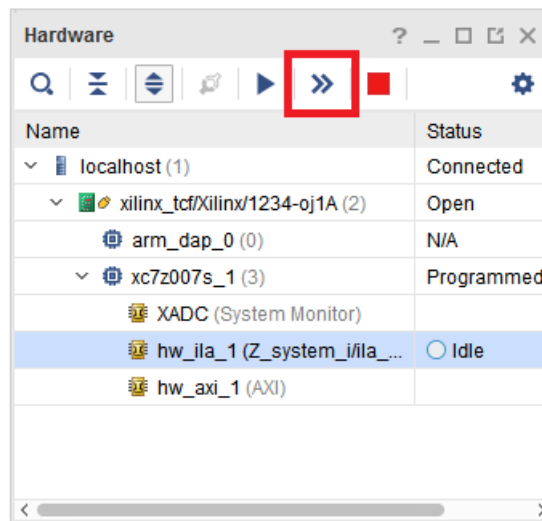 Hardware
Name Status
localhost (1) Connected
xilinx_tcf/Xilinx/1234-oj1A (2) Open
arm_dap_0 (0) N/A
xc7z007s_1 (3) Programmed
XADC (System Monitor)
hw_ila_1 (Z_system_i/ila_... Idle
hw_axi_1 (AXI)